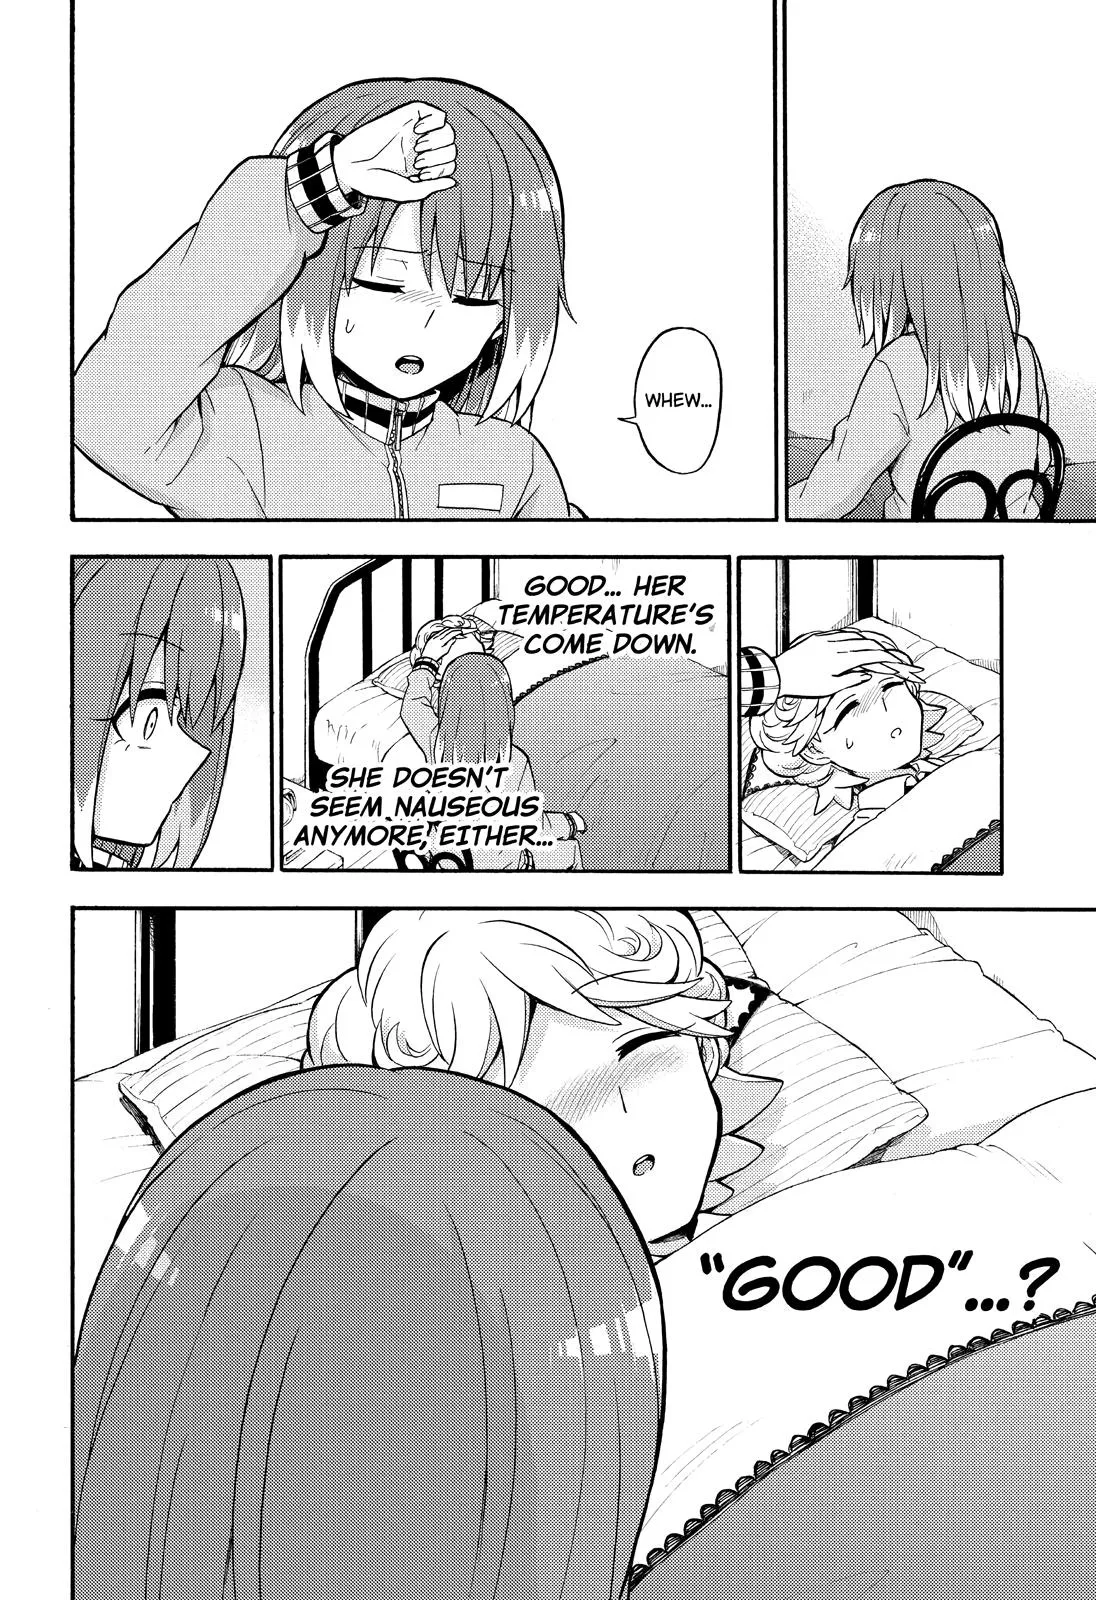 WHEW...
GOOD... HER
TEMPERATURE'S
COME DOWN.
SHE DOESN'T
SEEM NAUSEOUS
ANYMORE, EITHER...
"GOOD"...?